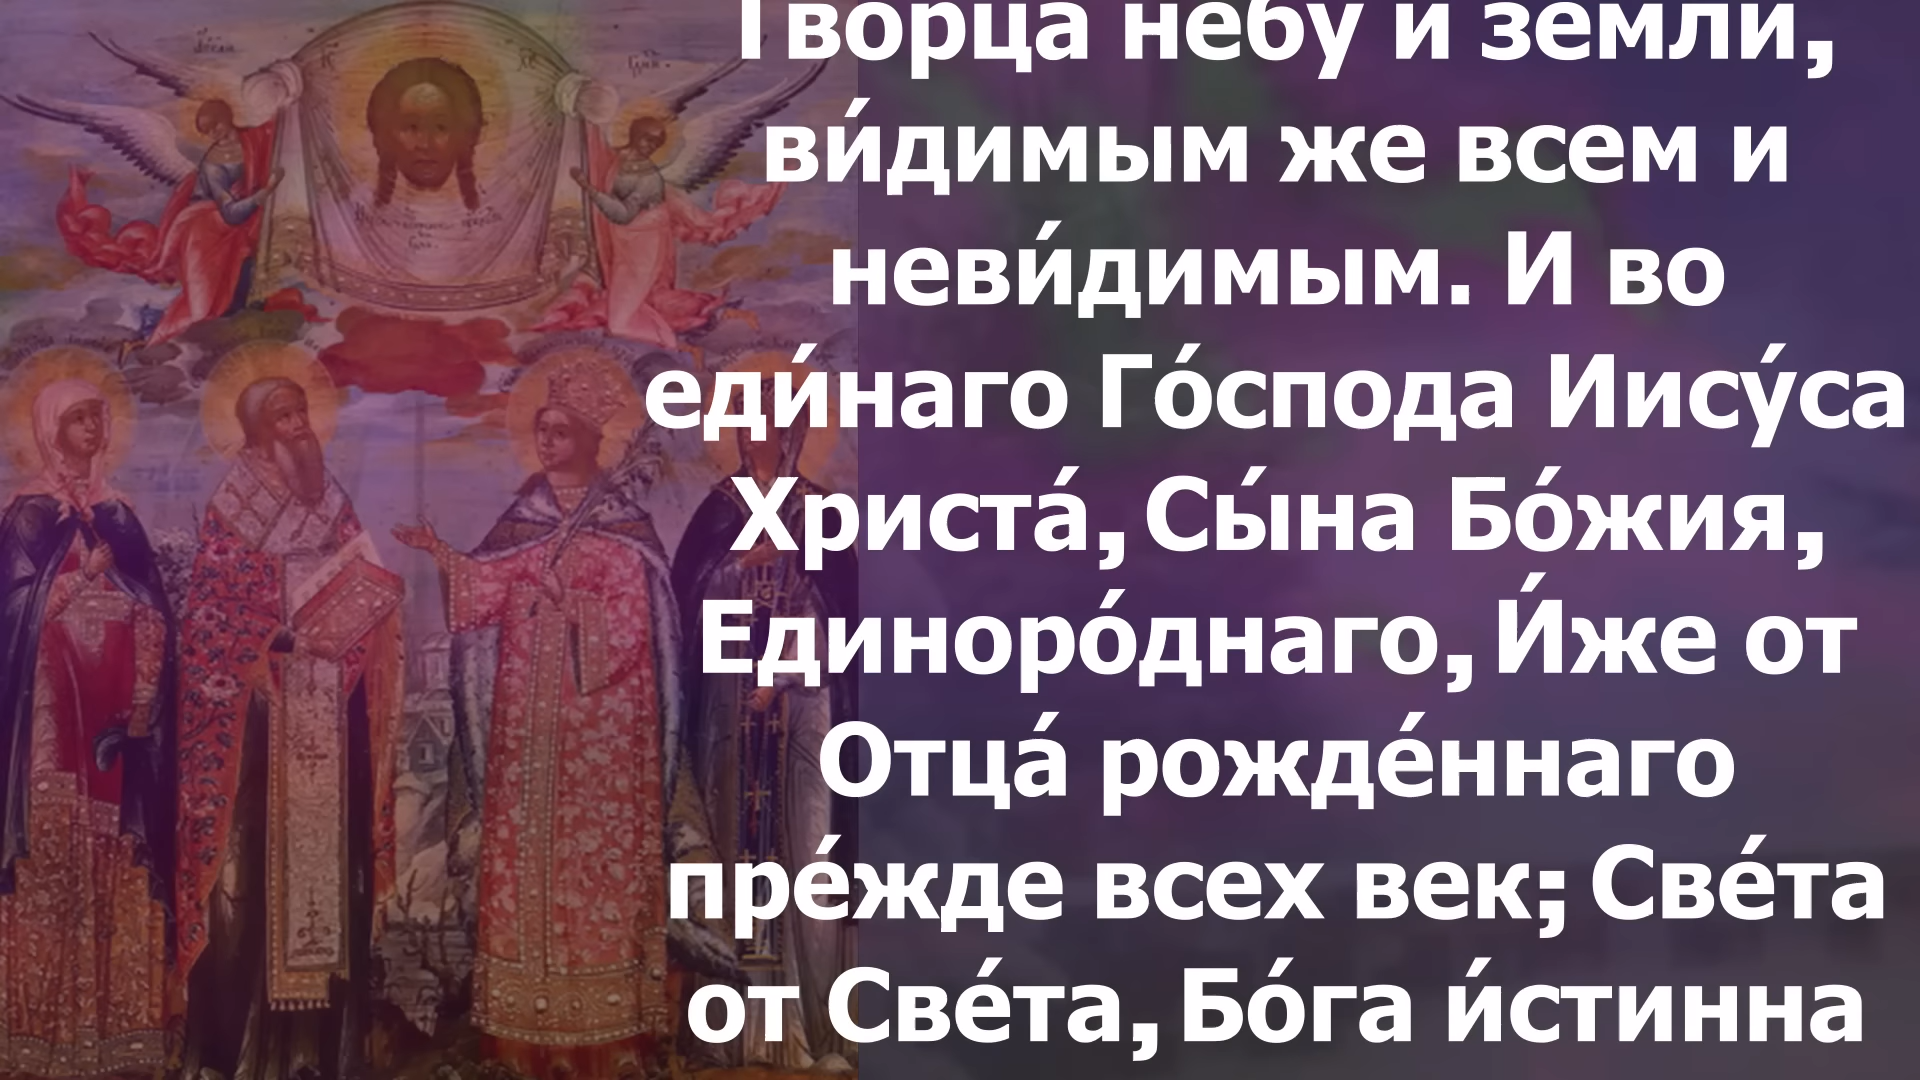 Творца небу и земли,
ви́димым же всем и
неви́димым. И во
еди́наго Го́спода Иису́са
Христа́, Сы́на Бо́жия,
Единоро́днаго, И́же от
Отца́ рожде́ннаго
пре́жде всех век; Све́та
от Све́та, Бо́га и́стинна